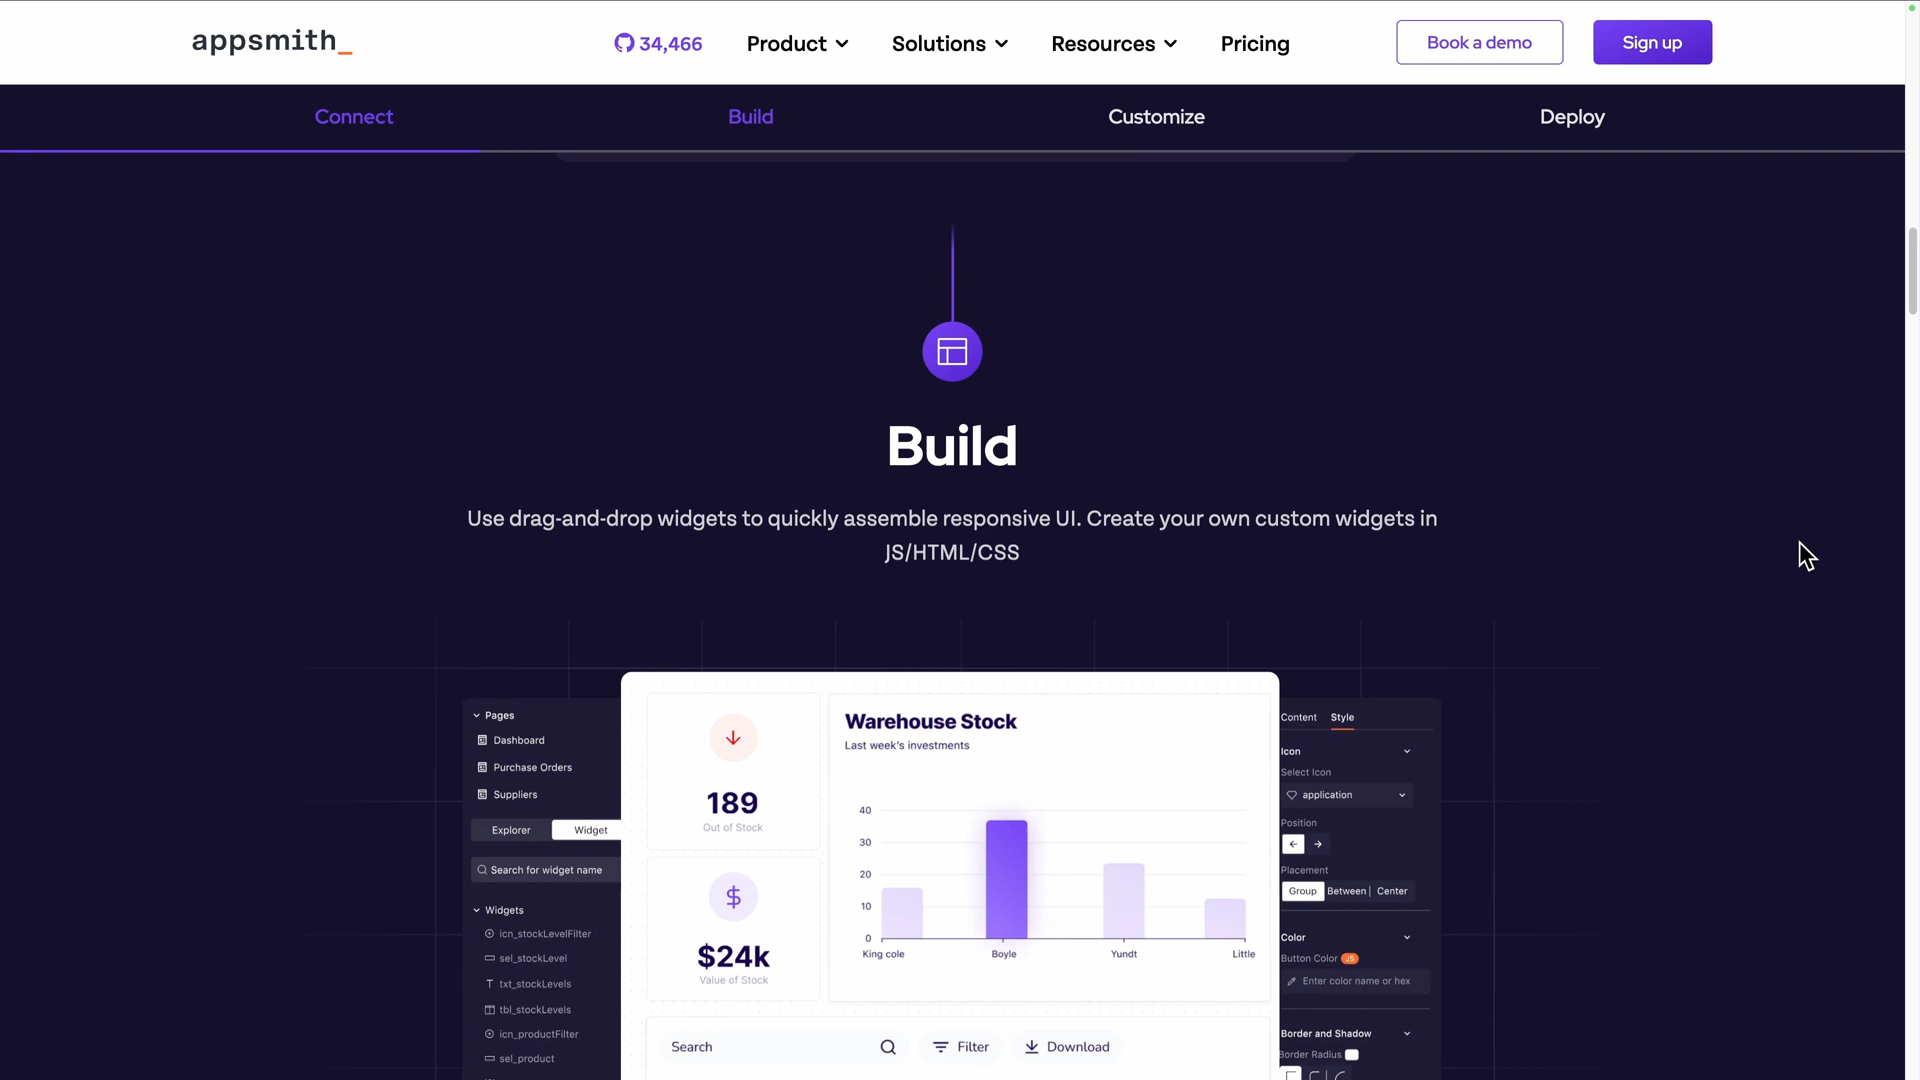 appsmith_
34,466
Product
Solutions
Resources
Pricing
Book a demo
Sign up
Connect
Build
Customize
Deploy
Build
Use drag-and-drop widgets to quickly assemble responsive UI. Create your own custom widgets in
JS/HTML/CSS
Pages
Dashboard
Purchase Orders
Suppliers
Explorer
Widget
Search for widget name
Widgets
icn_stockLevelFilter
sel_stockLevel
txt_stockLevels
tbl_stockLevels
icn_productFilter
sel_product
189
Out of Stock
$24k
Value of Stock
Warehouse Stock
Last week's investments
40
30
20
10
0
King cole
Boyle
Yundt
Little
Search
Filter
Download
Content
Style
Icon
Select Icon
application
Position
Placement
Group
Between
Center
Color
Button Color JS
Enter color name or hex
Border and Shadow
Border Radius